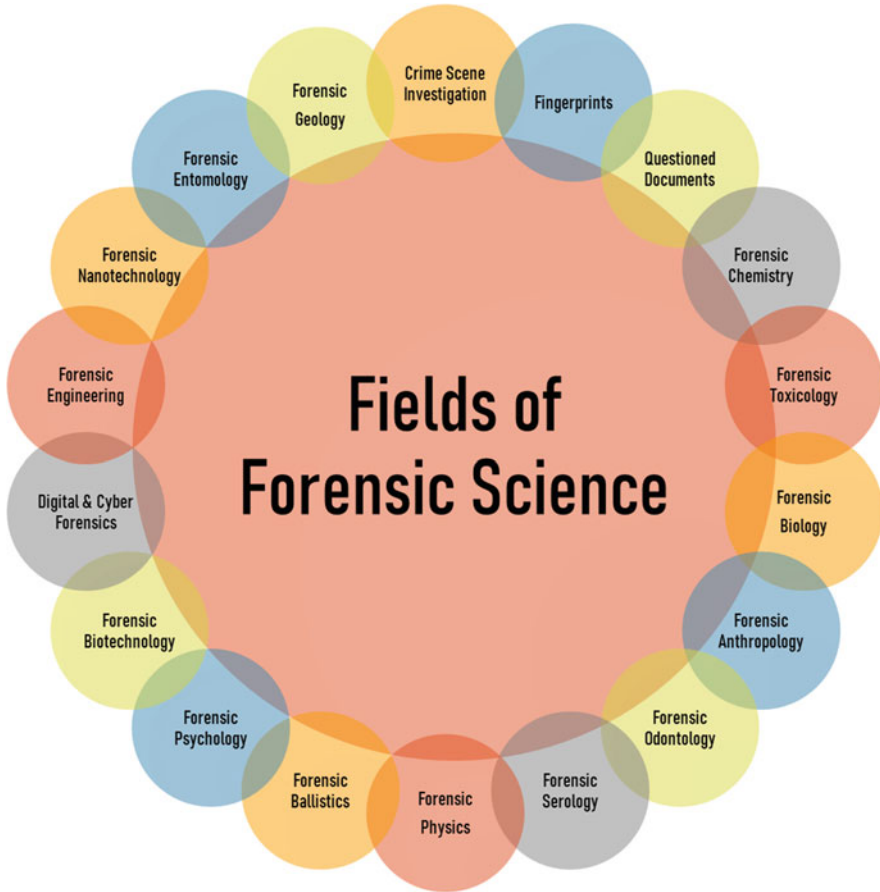 Fields of
Forensic Science
Crime Scene
Investigation
Fingerprints
Questioned
Documents
Forensic
Chemistry
Forensic
Toxicology
Forensic
Biology
Forensic
Anthropology
Forensic
Odontology
Forensic
Serology
Forensic
Physics
Forensic
Ballistics
Forensic
Psychology
Forensic
Biotechnology
Digital & Cyber
Forensics
Forensic
Engineering
Forensic
Nanotechnology
Forensic
Entomology
Forensic
Geology